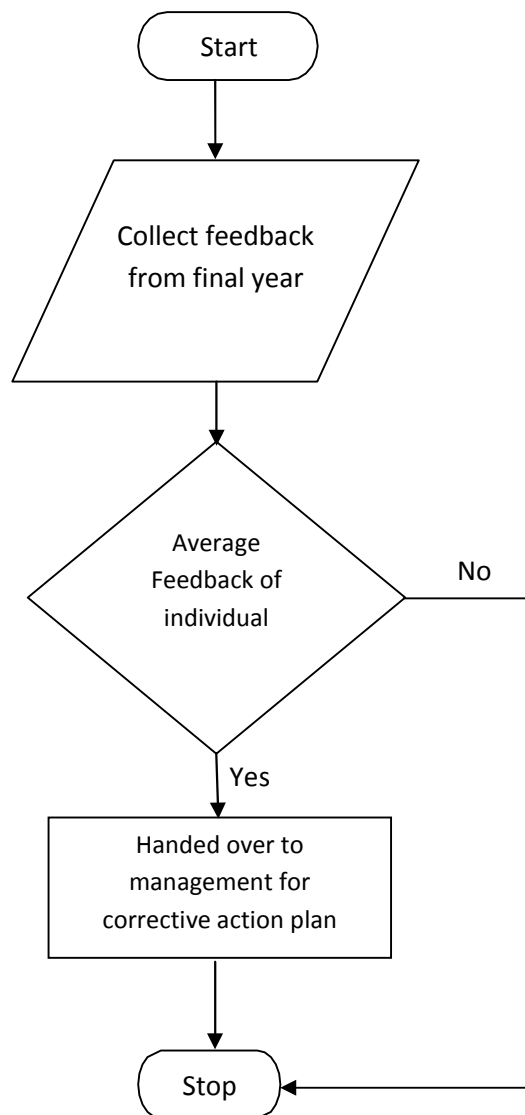 Start
Collect feedback
from final year
Average
Feedback of
individual
No
Yes
Handed over to
management for
corrective action plan
Stop